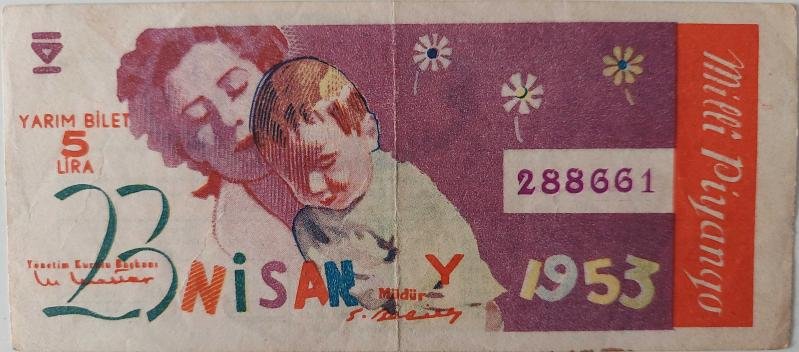 YARIM BİLET
5
LİRA
288661
Milli Piyango
23 NİSAN Y 1953
Yönetim Kurulu Başkanı
Müdür